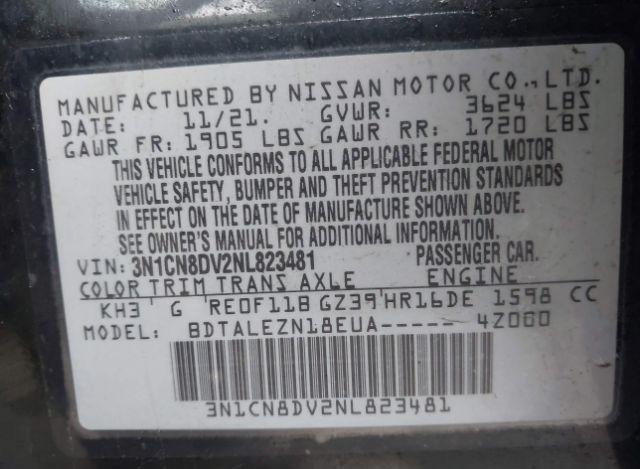 MANUFACTURED BY NISSAN MOTOR CO.,LTD.
DATE: 11/21. GVWR: 3624 LBS
GAWR FR: 1905 LBS GAWR RR: 1720 LBS
THIS VEHICLE CONFORMS TO ALL APPLICABLE FEDERAL MOTOR
VEHICLE SAFETY, BUMPER AND THEFT PREVENTION STANDARDS
IN EFFECT ON THE DATE OF MANUFACTURE SHOWN ABOVE.
SEE OWNER'S MANUAL FOR ADDITIONAL INFORMATION.
VIN: 3N1CN8DV2NL823481 PASSENGER CAR.
COLOR TRIM TRANS AXLE ENGINE
KH3 G RE0F11B GZ39 HR16DE 1598 CC
MODEL: BDTALEZN18EUA----- 4Z060
3N1CN8DV2NL823481